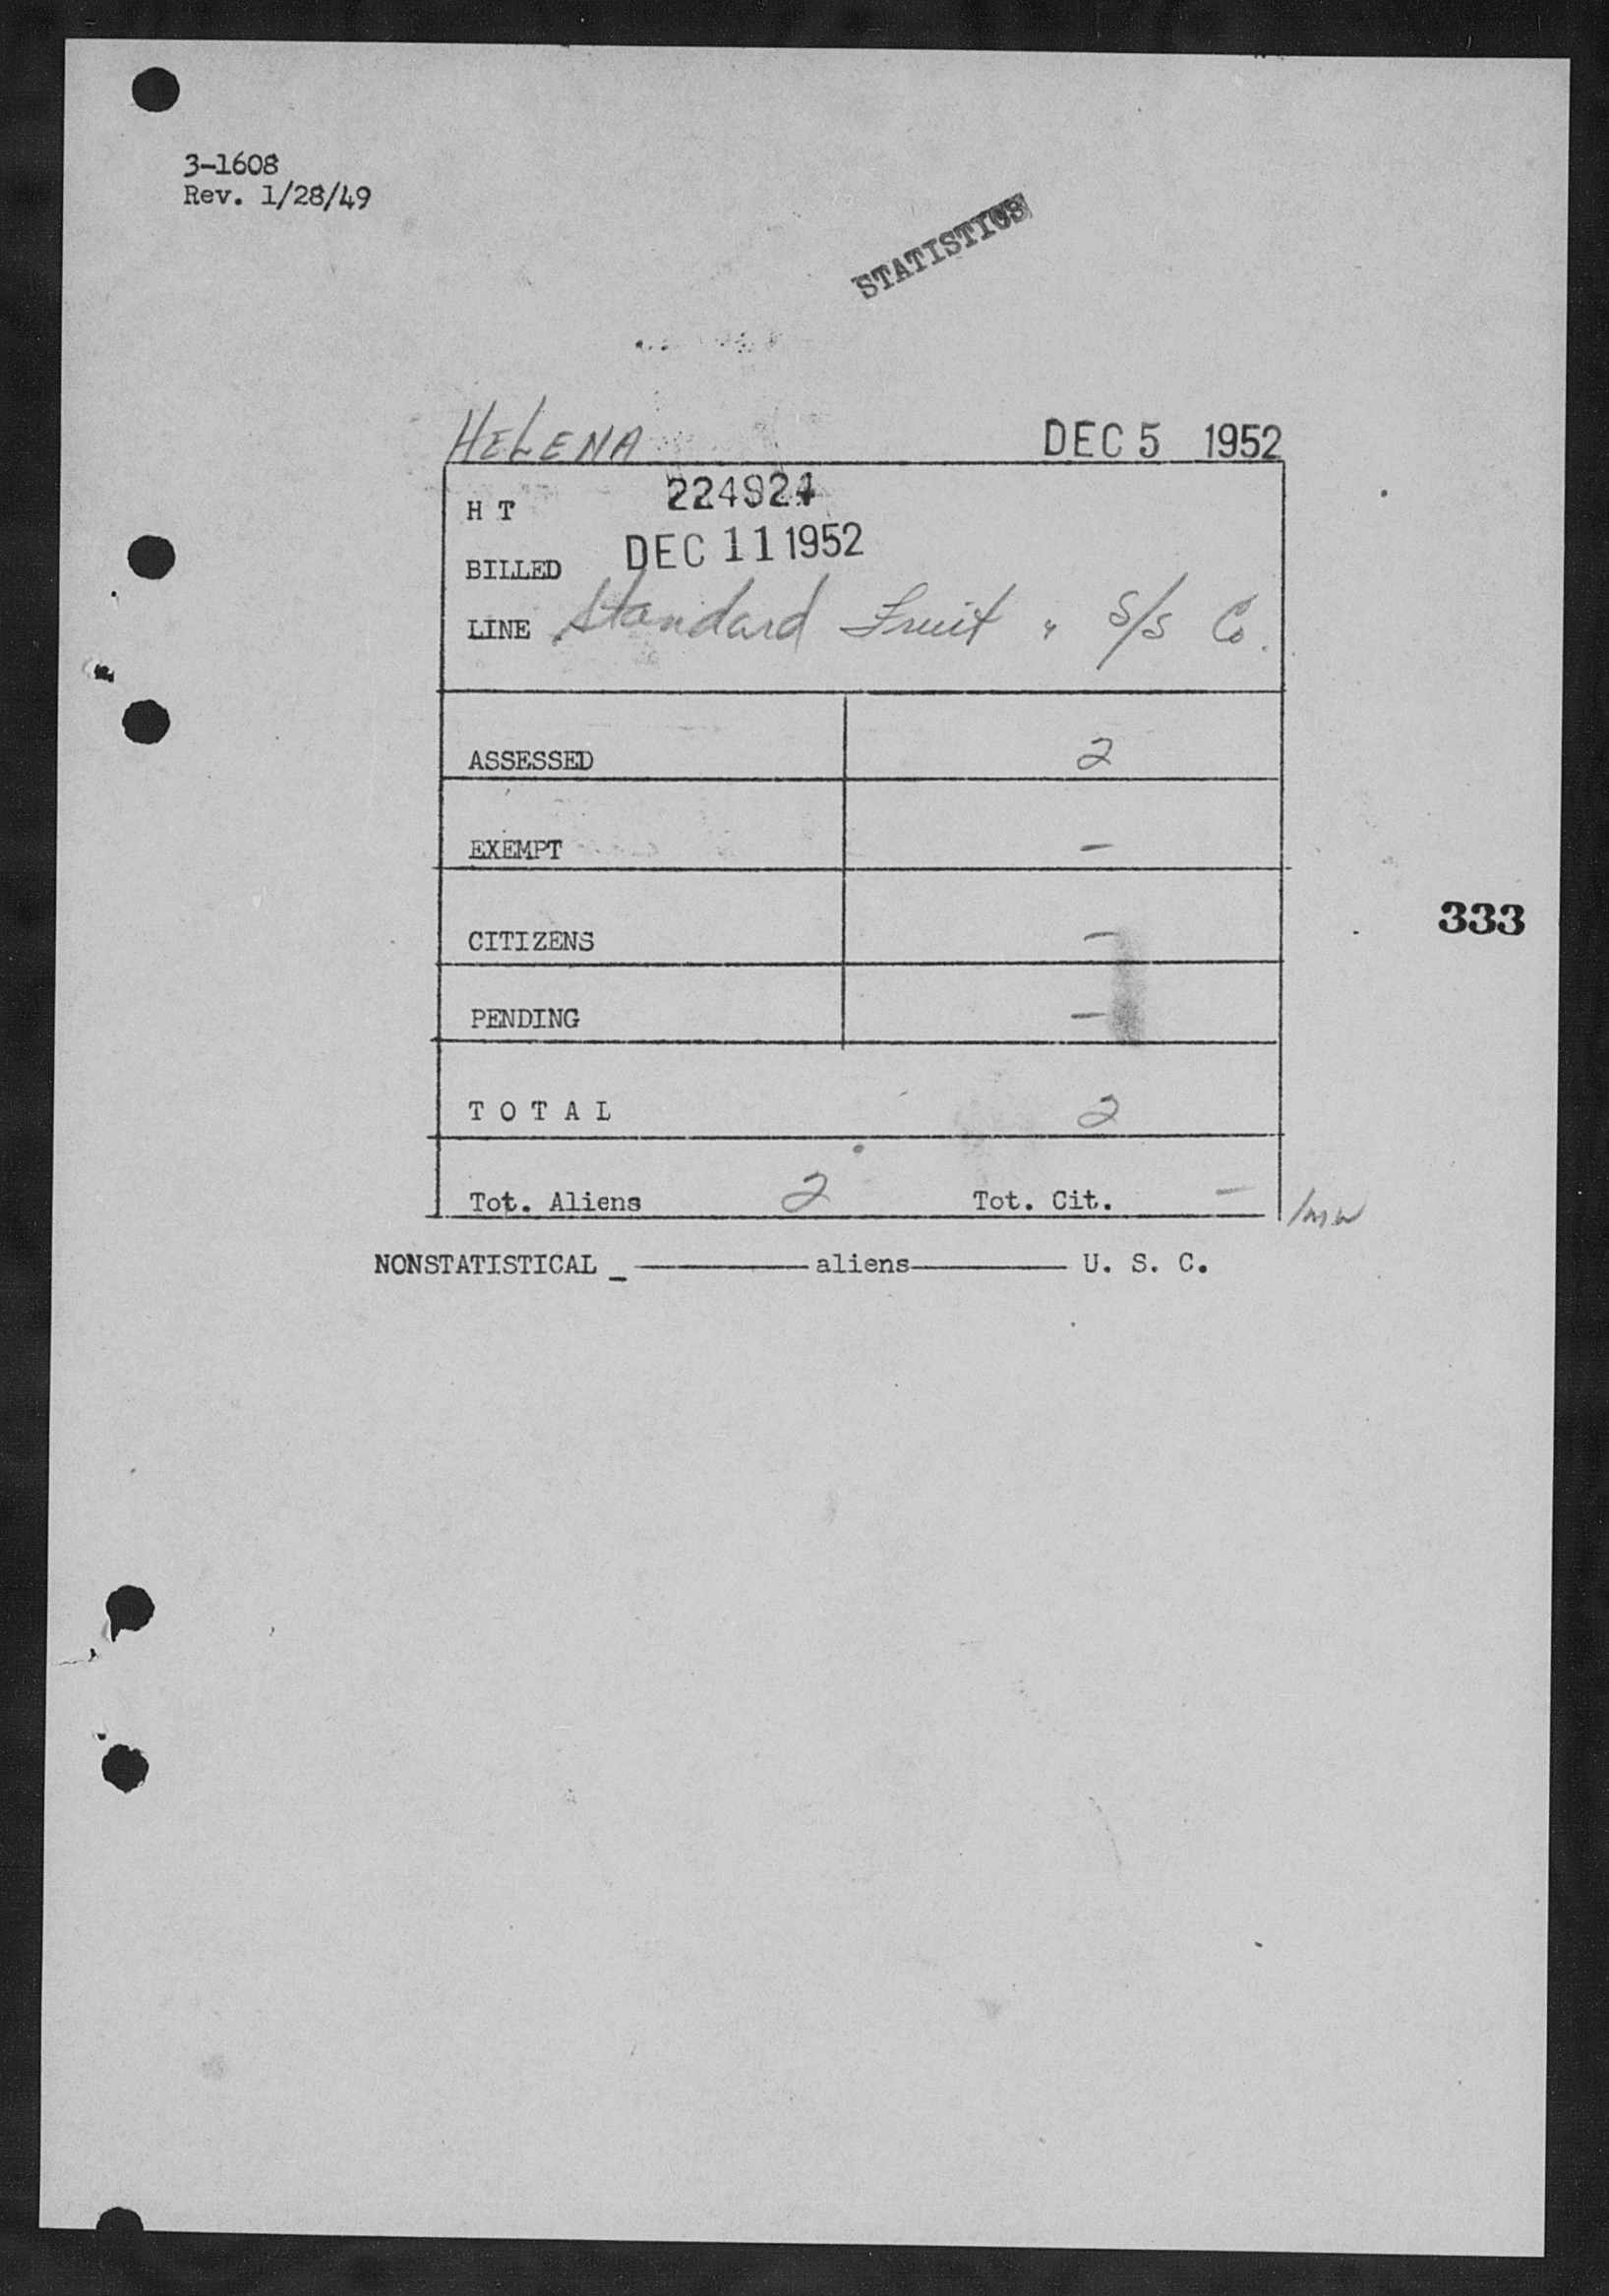 3-1608
Rev. 1/28/49
STATISTICS
HELENA DEC 5 1952
H T 224924
BILLED DEC 11 1952
LINE Standard Fruit " S/S Co.
ASSESSED 2
EXEMPT -
CITIZENS -
333
PENDING -
T O T A L 2
Tot. Aliens 2 Tot. Cit. -
NONSTATISTICAL _ ———— aliens ———— U. S. C.